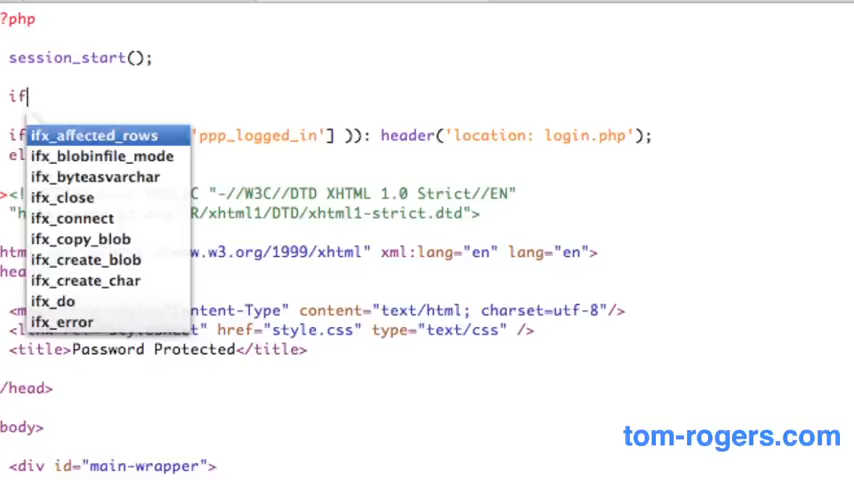 ?php
session_start();
if
if ifx_affected_rows 'ppp_logged_in'] )): header('location: login.php');
el ifx_blobinfile_mode
ifx_byteasvarchar
><! ifx_close C "-//W3C//DTD XHTML 1.0 Strict//EN"
ifx_connect R/xhtml1/DTD/xhtml1-strict.dtd">
ifx_copy_blob
htm ifx_create_blob w.w3.org/1999/xhtml" xml:lang="en" lang="en">
hea ifx_create_char
ifx_do
<m Content-Type" content="text/html; charset=utf-8"/>
ifx_error
href="style.css" type="text/css" />
<title>Password Protected</title>
/head>
body>
<div id="main-wrapper">
tom-rogers.com